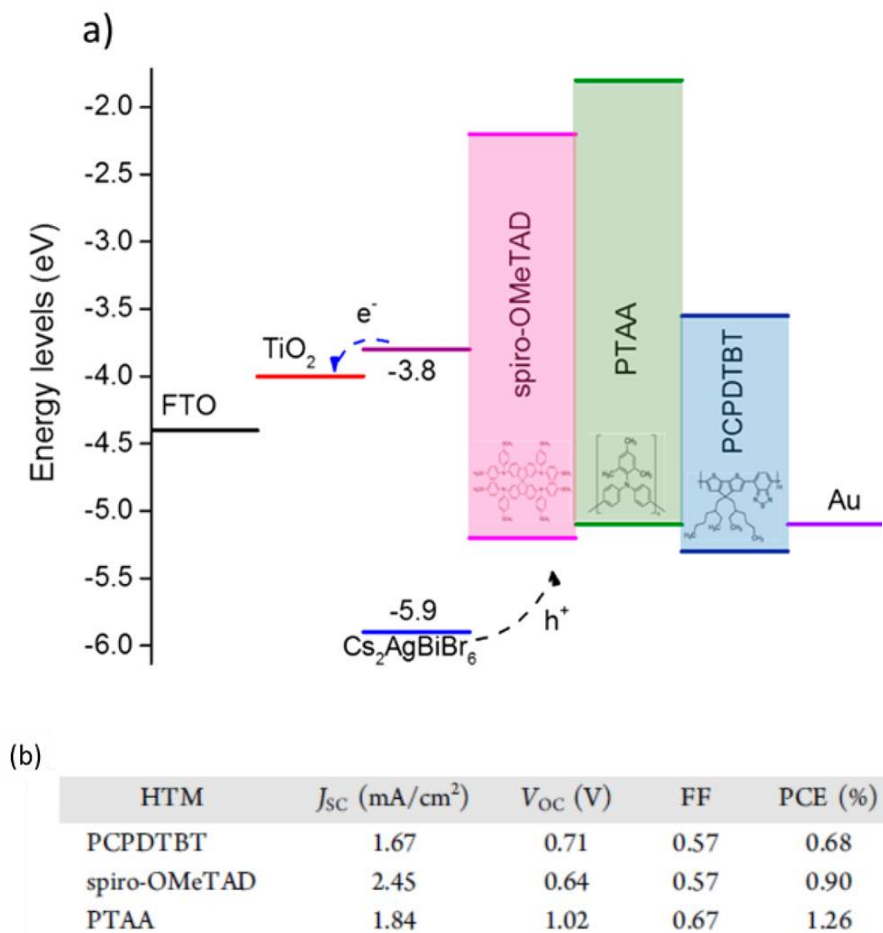 a)
Energy levels (eV)
-2.0
-2.5
-3.0
-3.5
-4.0
-4.5
-5.0
-5.5
-6.0
FTO
TiO₂
e⁻
-3.8
-5.9
Cs₂AgBiBr₆
h⁺
spiro-OMeTAD
PTAA
PCPDTBT
Au
(b)
HTM J_SC (mA/cm²) V_OC (V) FF PCE (%)
PCPDTBT 1.67 0.71 0.57 0.68
spiro-OMeTAD 2.45 0.64 0.57 0.90
PTAA 1.84 1.02 0.67 1.26